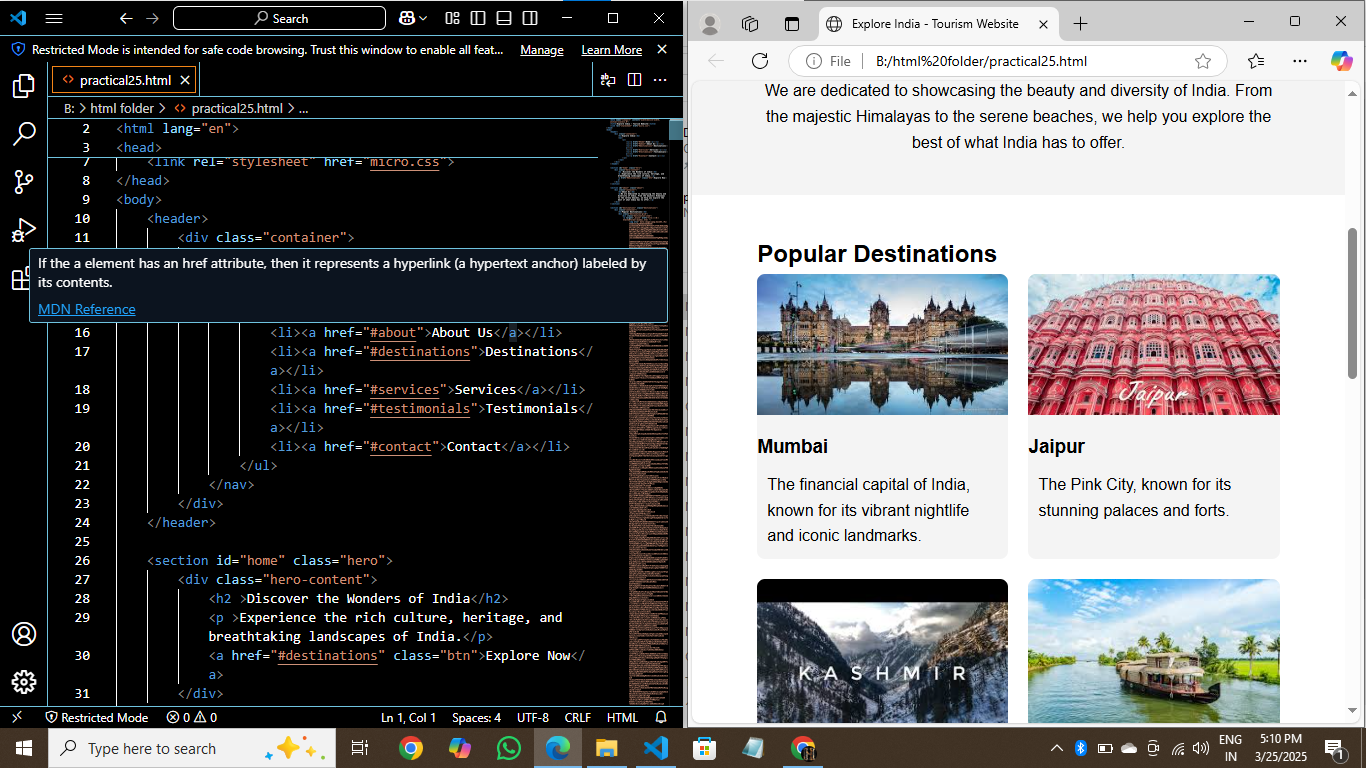 Search
Restricted Mode is intended for safe code browsing. Trust this window to enable all feat... Manage Learn More
practical25.html
B: > html folder > practical25.html > ...
2 <html lang="en">
3 <head>
7 <link rel="stylesheet" href="micro.css">
8 </head>
9 <body>
10 <header>
11 <div class="container">
If the a element has an href attribute, then it represents a hyperlink (a hypertext anchor) labeled by
its contents.
MDN Reference
16 <li><a href="#about">About Us</a></li>
17 <li><a href="#destinations">Destinations</
a></li>
18 <li><a href="#services">Services</a></li>
19 <li><a href="#testimonials">Testimonials</
a></li>
20 <li><a href="#contact">Contact</a></li>
21 </ul>
22 </nav>
23 </div>
24 </header>
25
26 <section id="home" class="hero">
27 <div class="hero-content">
28 <h2 >Discover the Wonders of India</h2>
29 <p >Experience the rich culture, heritage, and
breathtaking landscapes of India.</p>
30 <a href="#destinations" class="btn">Explore Now</
a>
31 </div>
Restricted Mode 0 0 Ln 1, Col 1 Spaces: 4 UTF-8 CRLF HTML
Explore India - Tourism Website
File B:/html%20folder/practical25.html
We are dedicated to showcasing the beauty and diversity of India. From
the majestic Himalayas to the serene beaches, we help you explore the
best of what India has to offer.
Popular Destinations
Jaipur
Mumbai
The financial capital of India,
known for its vibrant nightlife
and iconic landmarks.
Jaipur
The Pink City, known for its
stunning palaces and forts.
KASHMIR
Type here to search
ENG
IN
5:10 PM
3/25/2025
1